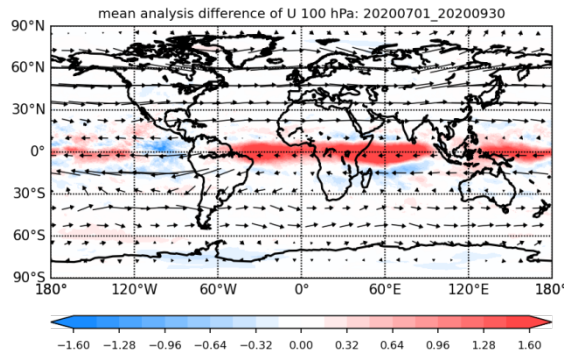 mean analysis difference of U 100 hPa: 20200701_20200930
90°N
60°N
30°N
0°
30°S
60°S
90°S
180° 120°W 60°W 0° 60°E 120°E 180°
−1.60 −1.28 −0.96 −0.64 −0.32 0.00 0.32 0.64 0.96 1.28 1.60